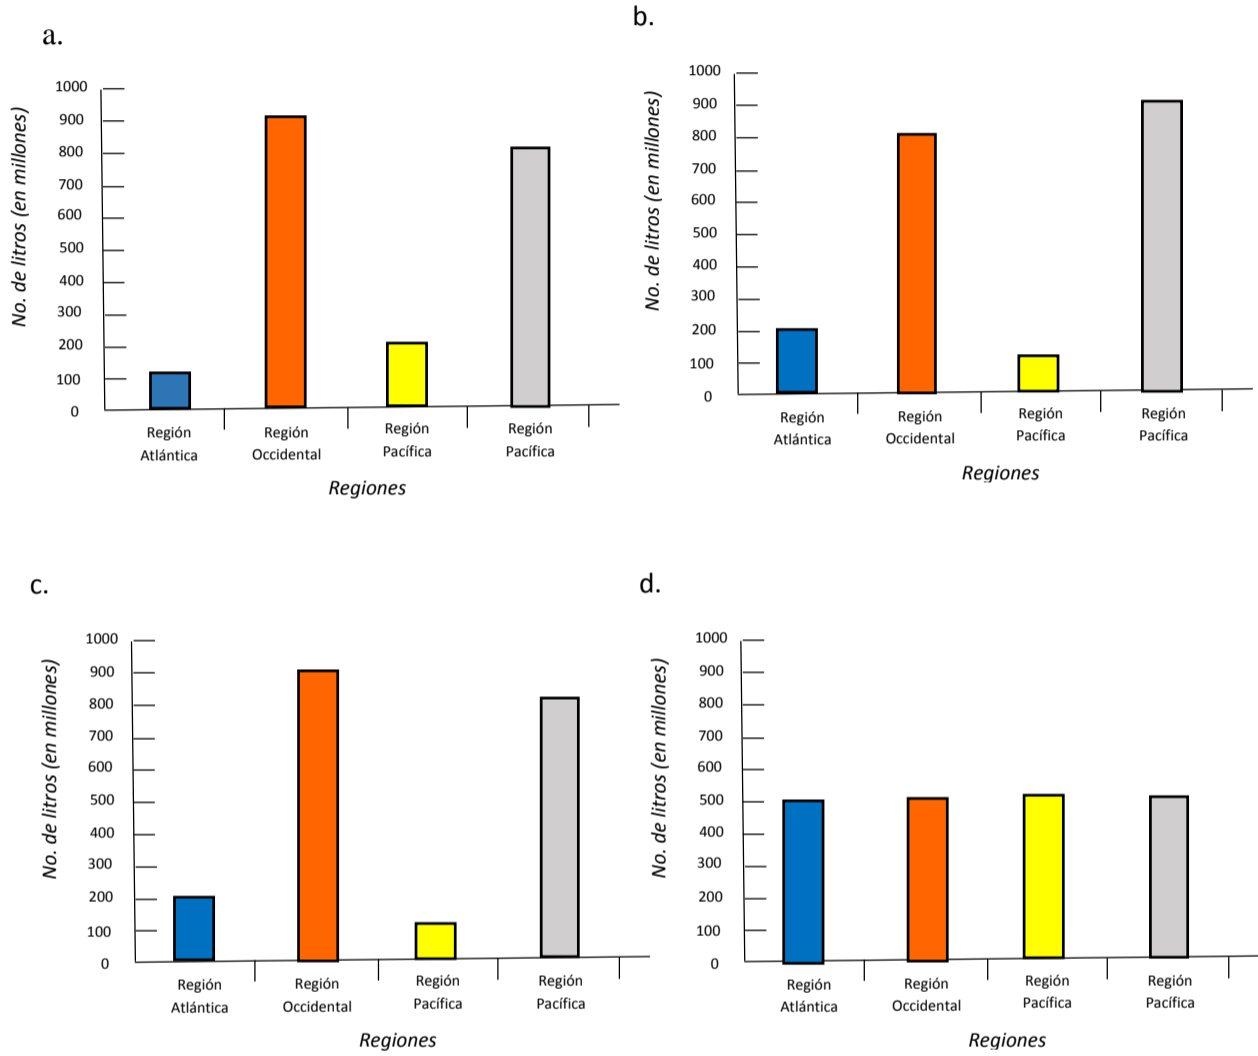 a.
No. de litros (en millones)
1000
900
800
700
600
500
400
300
200
100
0
Región Atlántica
Región Occidental
Región Pacífica
Región Pacífica
Regiones
b.
No. de litros (en millones)
1000
900
800
700
600
500
400
300
200
100
0
Región Atlántica
Región Occidental
Región Pacífica
Región Pacífica
Regiones
c.
No. de litros (en millones)
1000
900
800
700
600
500
400
300
200
100
0
Región Atlántica
Región Occidental
Región Pacífica
Región Pacífica
Regiones
d.
No. de litros (en millones)
1000
900
800
700
600
500
400
300
200
100
0
Región Atlántica
Región Occidental
Región Pacífica
Región Pacífica
Regiones